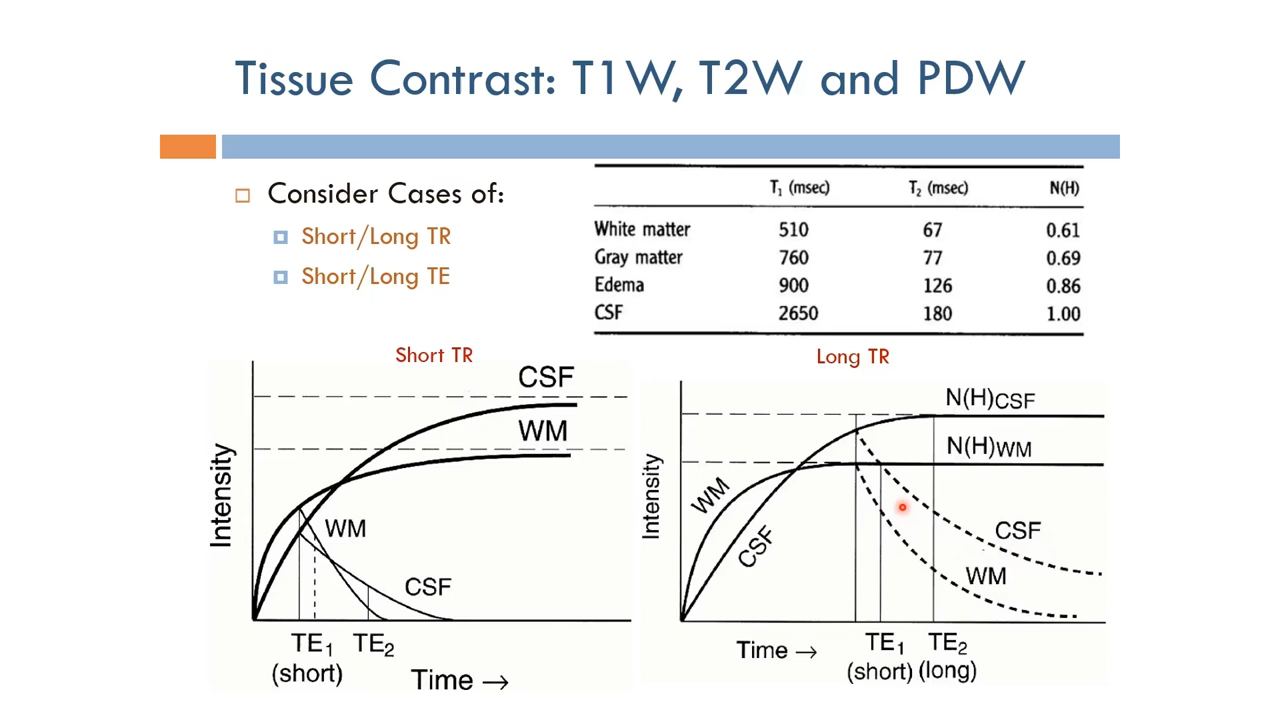 Tissue Contrast: T1W, T2W and PDW
Consider Cases of:
Short/Long TR
Short/Long TE
T1 (msec) T2 (msec) N(H)
White matter 510 67 0.61
Gray matter 760 77 0.69
Edema 900 126 0.86
CSF 2650 180 1.00
Short TR
CSF
WM
Intensity
WM
CSF
TE1 TE2
(short)
Time →
Long TR
N(H)CSF
N(H)WM
Intensity
WM
CSF
CSF
WM
Time →
TE1 TE2
(short) (long)